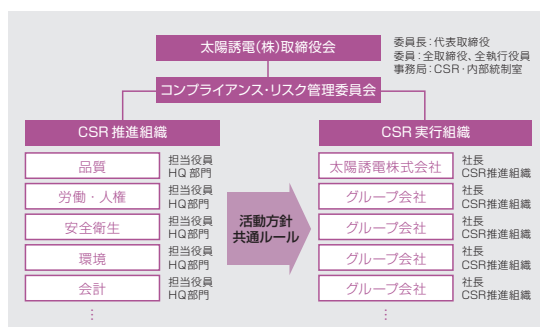 太陽誘電(株)取締役会
委員長：代表取締役
委員：全取締役、全執行役員
事務局：CSR・内部統制室
コンプライアンス・リスク管理委員会
CSR 推進組織
品質
担当役員
HQ 部門
労働・人権
担当役員
HQ部門
安全衛生
担当役員
HQ部門
環境
担当役員
HQ部門
会計
担当役員
HQ部門
⋮
活動方針
共通ルール
CSR 実行組織
太陽誘電株式会社
社長
CSR推進組織
グループ会社
社長
CSR推進組織
グループ会社
社長
CSR推進組織
グループ会社
社長
CSR推進組織
グループ会社
社長
CSR推進組織
⋮